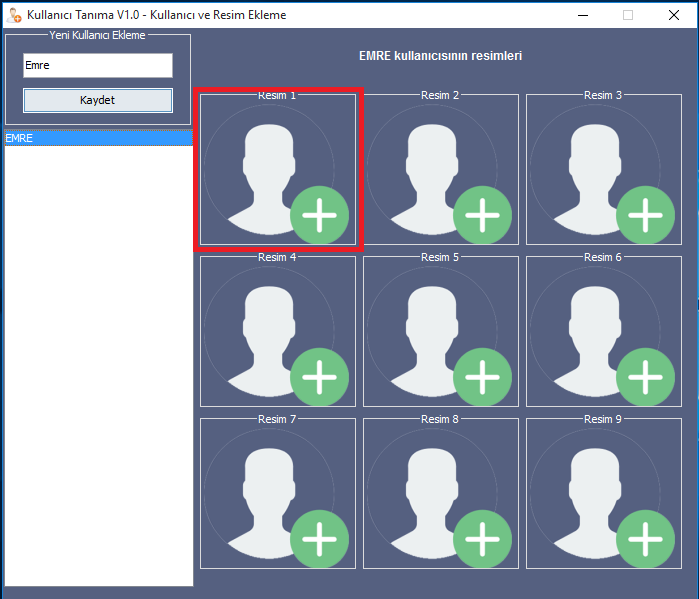 Kullanıcı Tanıma V1.0 - Kullanıcı ve Resim Ekleme
Yeni Kullanıcı Ekleme
Emre
Kaydet
EMRE
EMRE kullanıcısının resimleri
Resim 1
Resim 2
Resim 3
Resim 4
Resim 5
Resim 6
Resim 7
Resim 8
Resim 9